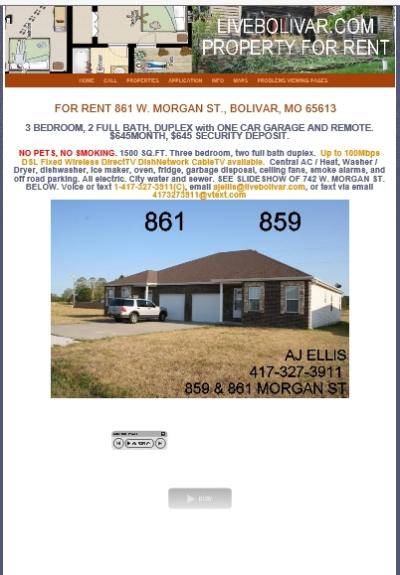 LIVEBOLIVAR.COM
PROPERTY FOR RENT
HOME CALL PROPERTIES APPLICATION INFO MAPS PROBLEMS VIEWING PAGES
FOR RENT 861 W. MORGAN ST., BOLIVAR, MO 65613
3 BEDROOM, 2 FULL BATH, DUPLEX with ONE CAR GARAGE AND REMOTE.
$645MONTH, $645 SECURITY DEPOSIT.
NO PETS, NO SMOKING. 1500 SQ.FT. Three bedroom, two full bath duplex. Up to 100Mbps
DSL Fixed Wireless DirectTV DishNetwork CableTV available. Central AC / Heat, Washer /
Dryer, dishwasher, ice maker, oven, fridge, garbage disposal, ceiling fans, smoke alarms, and
off road parking. All electric. City water and sewer. SEE SLIDESHOW OF 742 W. MORGAN ST.
BELOW. Voice or text 1-417-327-3911(C), email ajellis@livebolivar.com, or text via email
4173273911@vtext.com
861 859
AJ ELLIS
417-327-3911
859 & 861 MORGAN ST